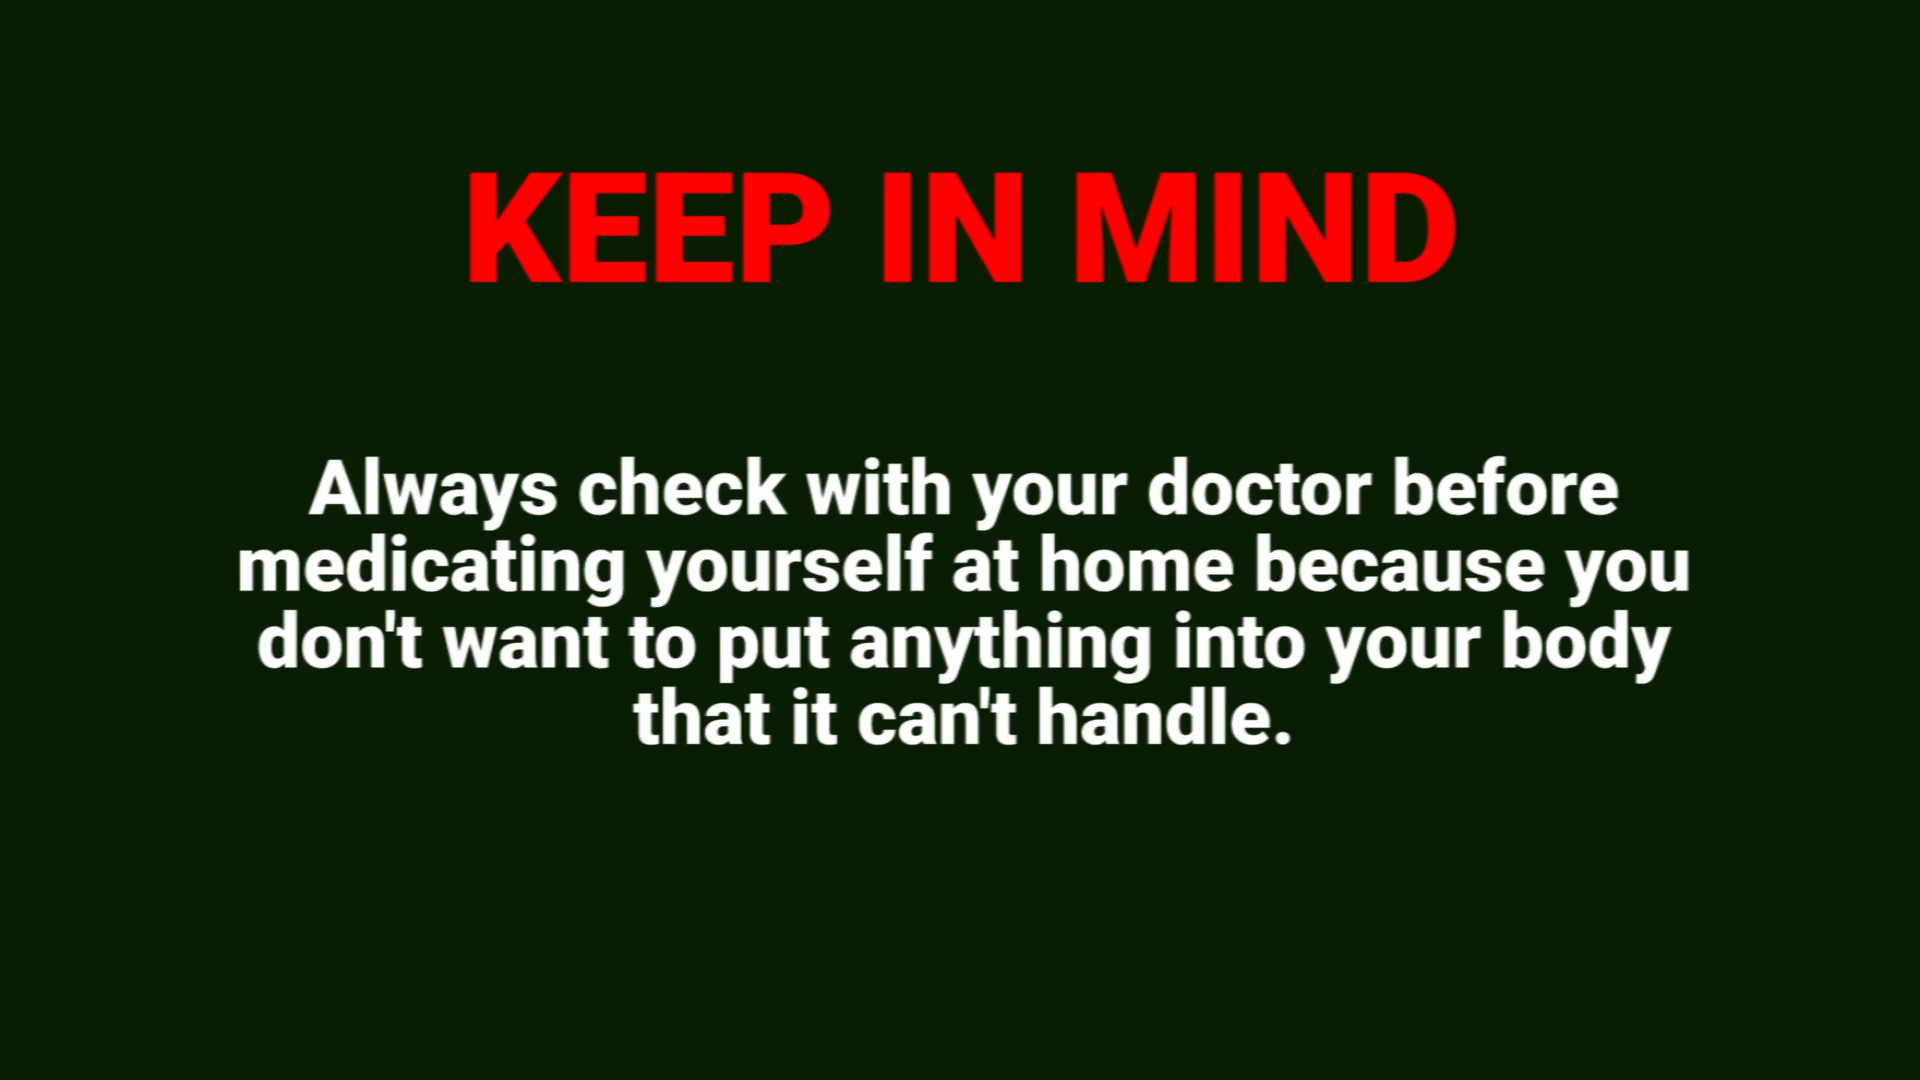 KEEP IN MIND
Always check with your doctor before
medicating yourself at home because you
don't want to put anything into your body
that it can't handle.